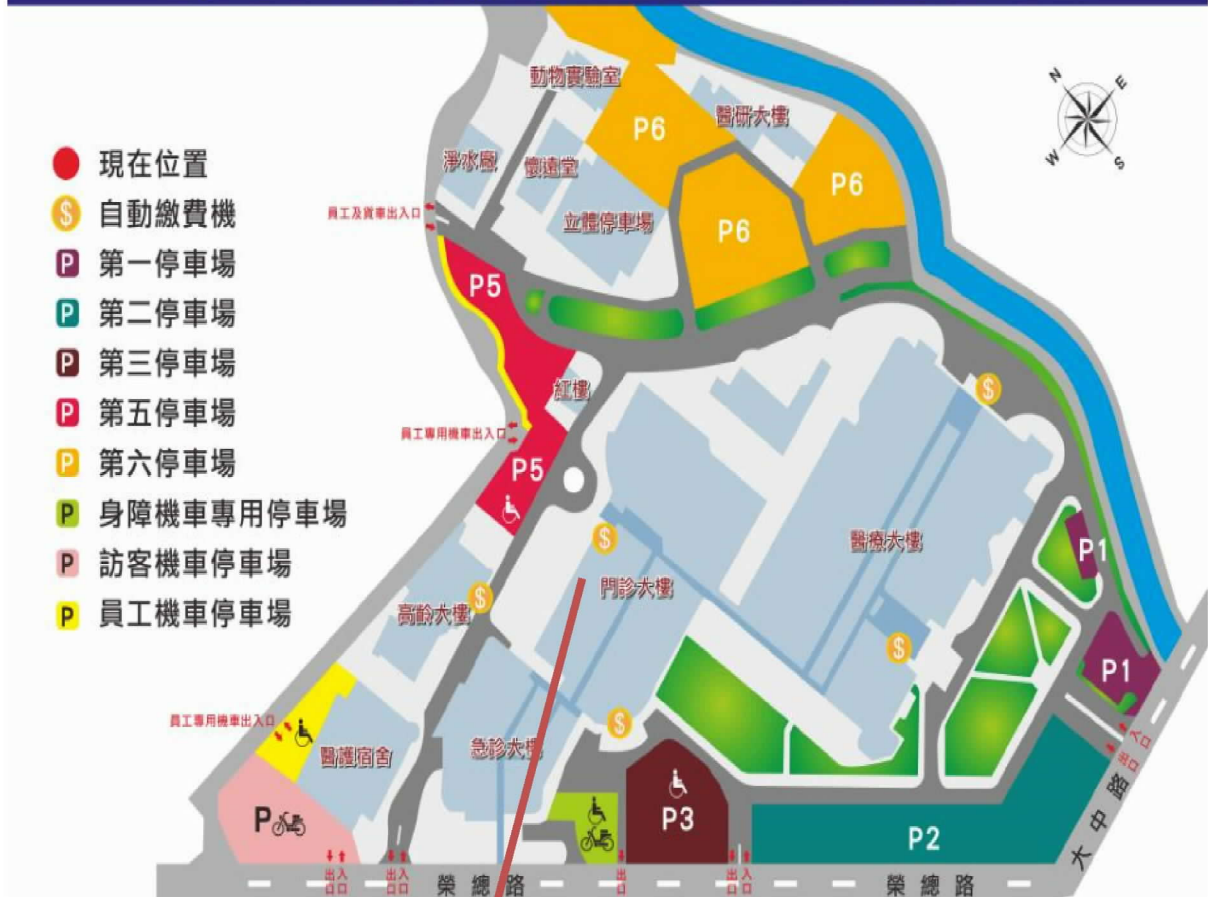 現在位置
$ 自動繳費機
P 第一停車場
P 第二停車場
P 第三停車場
P 第五停車場
P 第六停車場
P 身障機車專用停車場
P 訪客機車停車場
P 員工機車停車場
N
E
W
S
動物實驗室
P6
醫研大樓
淨水廠
懷遠堂
P6
員工及貨車出入口
立體停車場
P6
P5
紅樓
$
員工專用機車出入口
P5
$
醫療大樓
P1
門診大樓
$
高齡大樓
$
P1
員工專用機車出入口
$
急診大樓
醫護宿舍
出口
入口
大中路
P
P3
P2
出口
入口
出口
入口
出口
出口
入口
榮總路
榮總路